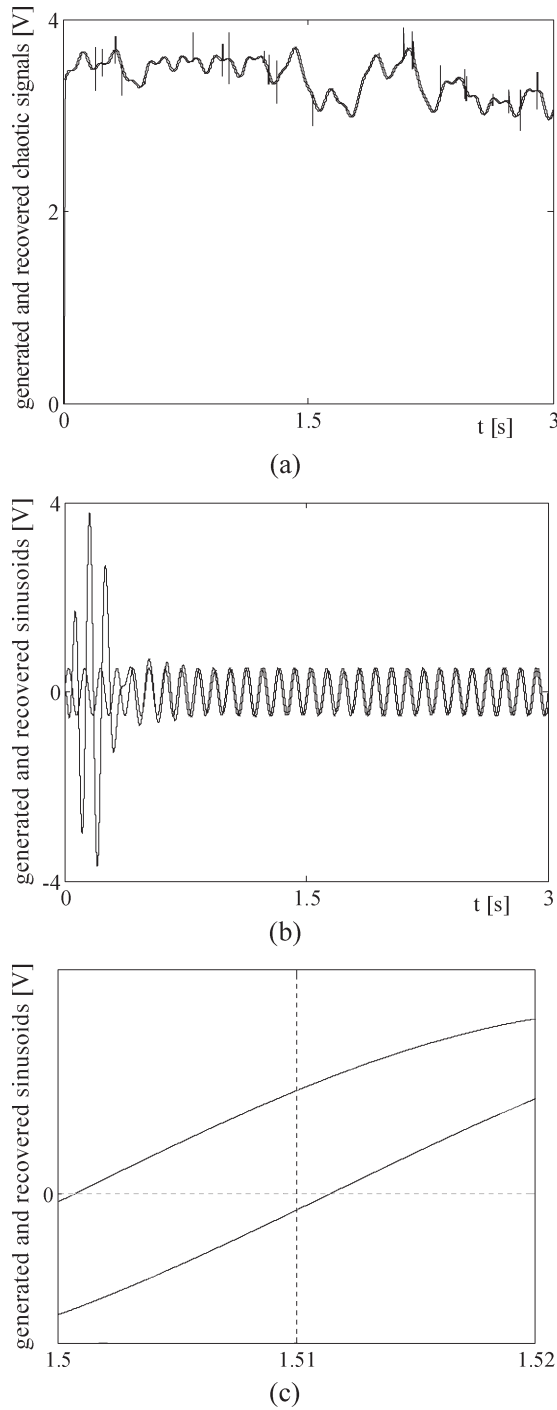 generated and recovered chaotic signals [V]
4
2
0
0
1.5
3
t [s]
(a)
generated and recovered sinusoids [V]
4
0
-4
0
1.5
3
t [s]
(b)
generated and recovered sinusoids [V]
0
1.5
1.51
1.52
(c)